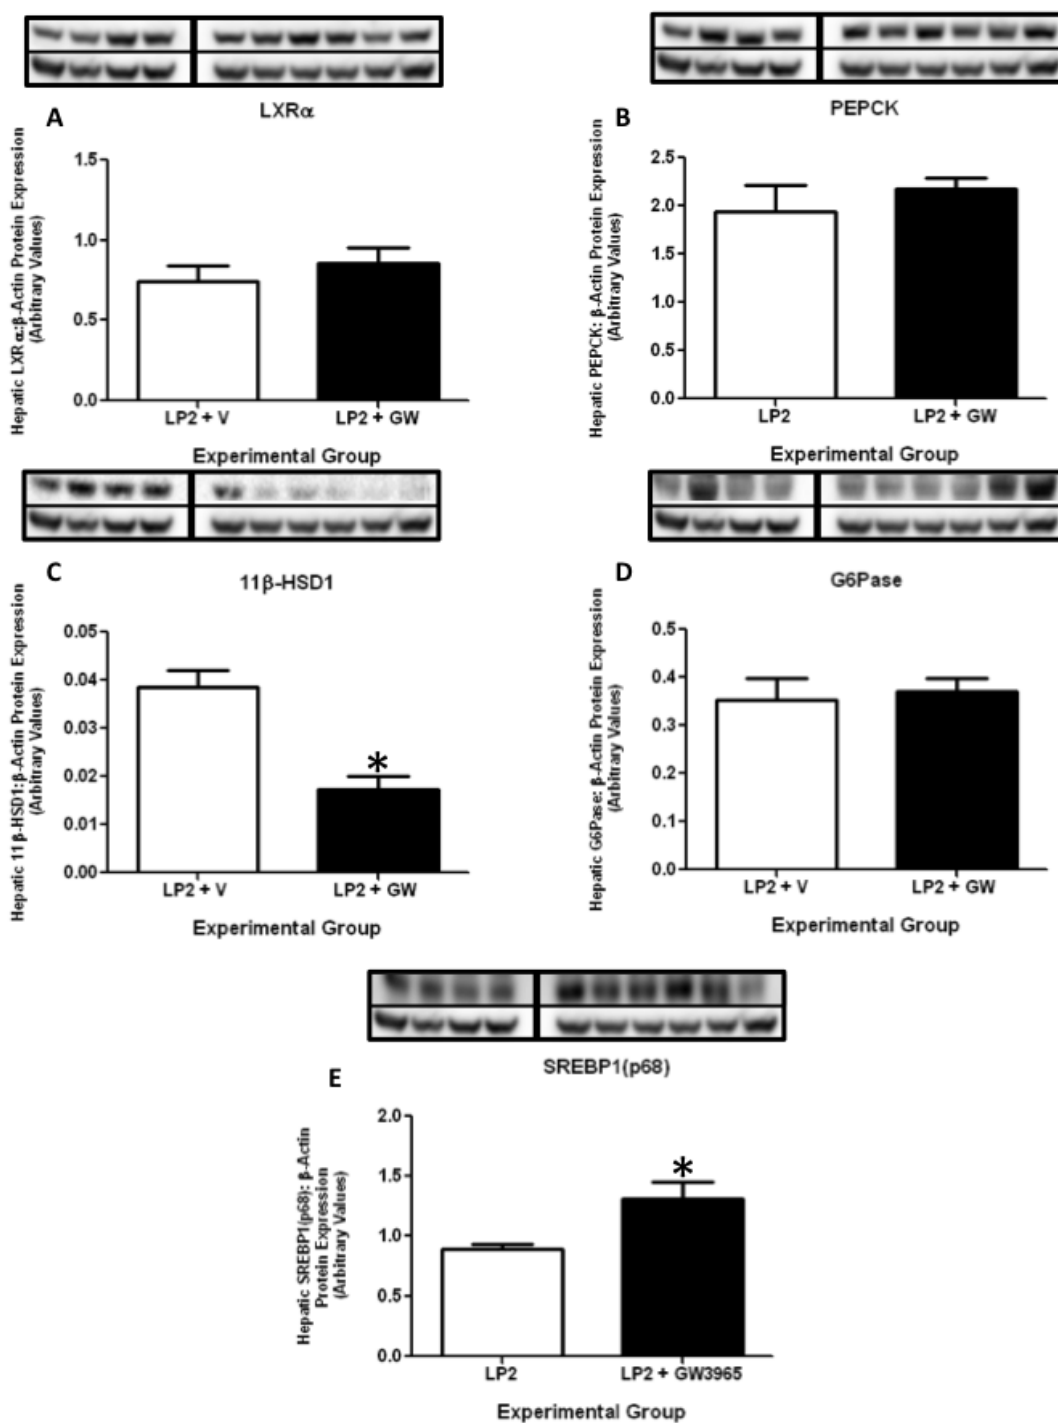 LXRα
A
Hepatic LXRα:β-Actin Protein Expression
(Arbitrary Values)
1.5
1.0
0.5
0.0
LP2 + V
LP2 + GW
Experimental Group
PEPCK
B
Hepatic PEPCK: β-Actin Protein Expression
(Arbitrary Values)
2.5
2.0
1.5
1.0
0.5
0.0
LP2
LP2 + GW
Experimental Group
C
11β-HSD1
Hepatic 11β-HSD1:β-Actin Protein Expression
(Arbitrary Values)
0.05
0.04
0.03
0.02
0.01
0.00
*
LP2 + V
LP2 + GW
Experimental Group
D
G6Pase
Hepatic G6Pase: β-Actin Protein Expression
(Arbitrary Values)
0.5
0.4
0.3
0.2
0.1
0.0
LP2 + V
LP2 + GW
Experimental Group
SREBP1(p68)
E
Hepatic SREBP1(p68): β-Actin
Protein Expression
(Arbitrary Values)
2.0
1.5
1.0
0.5
0.0
*
LP2
LP2 + GW3965
Experimental Group